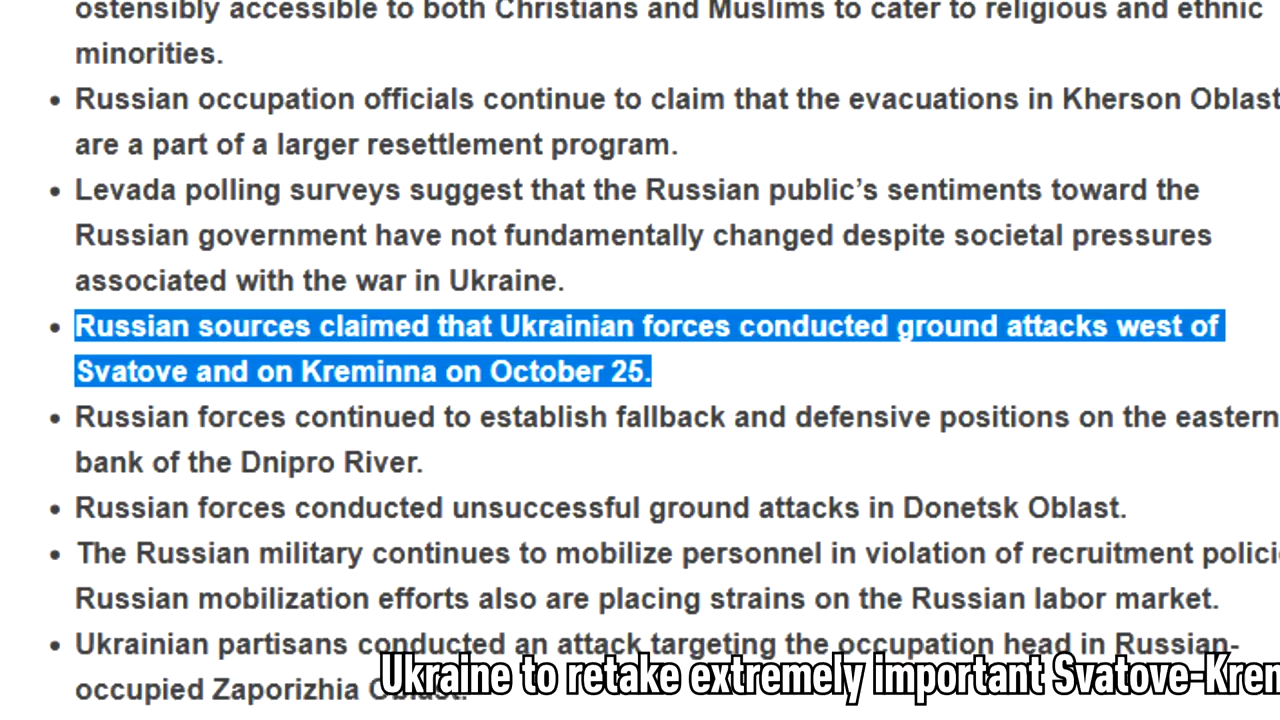 ostensibly accessible to both Christians and Muslims to cater to religious and ethnic
minorities.
• Russian occupation officials continue to claim that the evacuations in Kherson Oblast
are a part of a larger resettlement program.
• Levada polling surveys suggest that the Russian public’s sentiments toward the
Russian government have not fundamentally changed despite societal pressures
associated with the war in Ukraine.
• Russian sources claimed that Ukrainian forces conducted ground attacks west of
Svatove and on Kreminna on October 25.
• Russian forces continued to establish fallback and defensive positions on the eastern
bank of the Dnipro River.
• Russian forces conducted unsuccessful ground attacks in Donetsk Oblast.
• The Russian military continues to mobilize personnel in violation of recruitment polici
Russian mobilization efforts also are placing strains on the Russian labor market.
• Ukrainian partisans conducted an attack targeting the occupation head in Russian-
occupied Zaporizhia Oblast.
Ukraine to retake extremely important Svatove-Krem